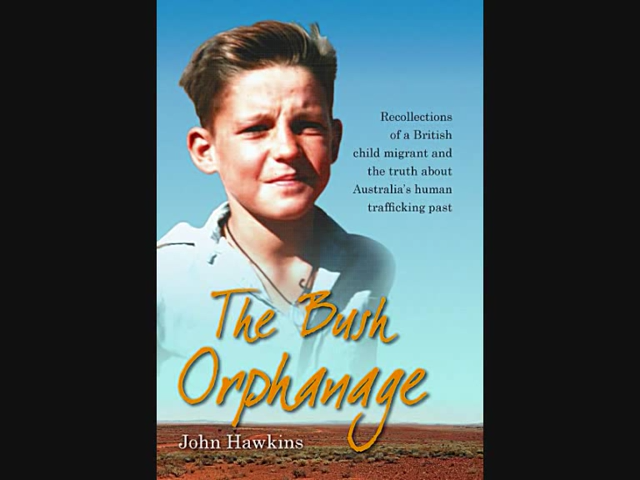 Recollections
of a British
child migrant and
the truth about
Australia's human
trafficking past
The Bush
Orphanage
John Hawkins